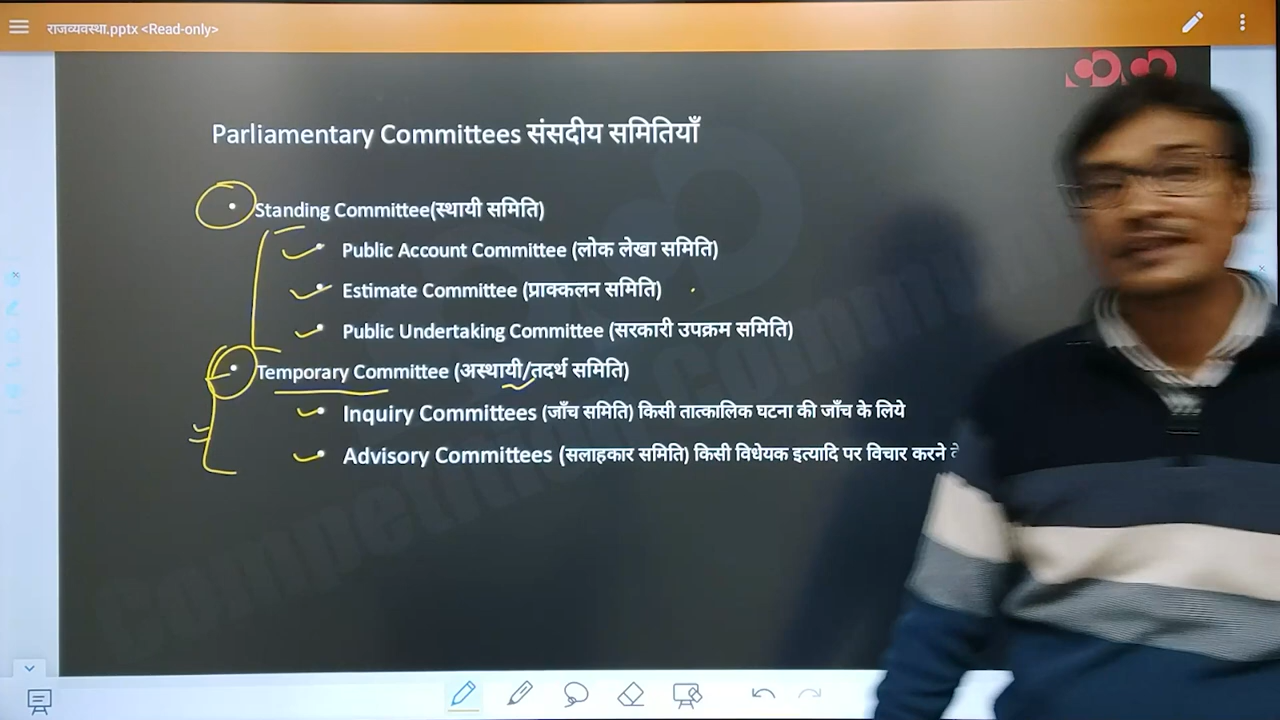 राजव्यवस्था.pptx <Read-only>
Parliamentary Committees संसदीय समितियाँ
Standing Committee(स्थायी समिति)
Public Account Committee (लोक लेखा समिति)
Estimate Committee (प्राक्कलन समिति)
Public Undertaking Committee (सरकारी उपक्रम समिति)
Temporary Committee (अस्थायी/तदर्थ समिति)
Inquiry Committees (जाँच समिति) किसी तात्कालिक घटना की जाँच के लिये
Advisory Committees (सलाहकार समिति) किसी विधेयक इत्यादि पर विचार करने